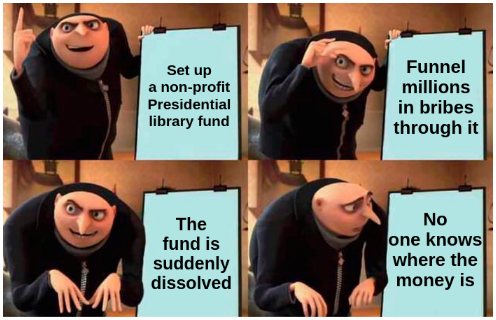 Set up
a non-profit
Presidential
library fund
Funnel
millions
in bribes
through it
The
fund is
suddenly
dissolved
No
one knows
where the
money is